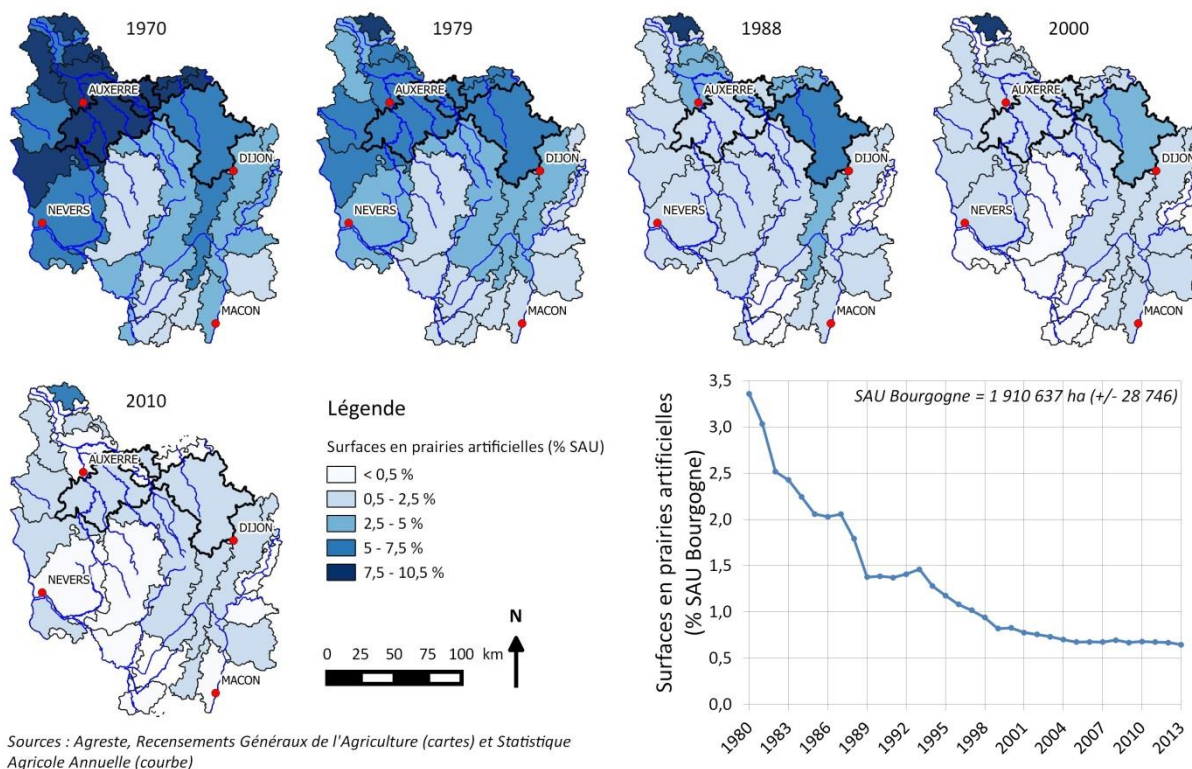 1970
1979
1988
2000
AUXERRE
DIJON
NEVERS
MACON
AUXERRE
DIJON
NEVERS
MACON
AUXERRE
DIJON
NEVERS
MACON
AUXERRE
DIJON
NEVERS
MACON
2010
AUXERRE
DIJON
NEVERS
MACON
Légende
Surfaces en prairies artificielles (% SAU)
< 0,5 %
0,5 - 2,5 %
2,5 - 5 %
5 - 7,5 %
7,5 - 10,5 %
N
0 25 50 75 100 km
SAU Bourgogne = 1 910 637 ha (+/- 28 746)
Surfaces en prairies artificielles
(% SAU Bourgogne)
3,5
3,0
2,5
2,0
1,5
1,0
0,5
0,0
1980
1983
1986
1989
1992
1995
1998
2001
2004
2007
2010
2013
Sources : Agreste, Recensements Généraux de l'Agriculture (cartes) et Statistique
Agricole Annuelle (courbe)